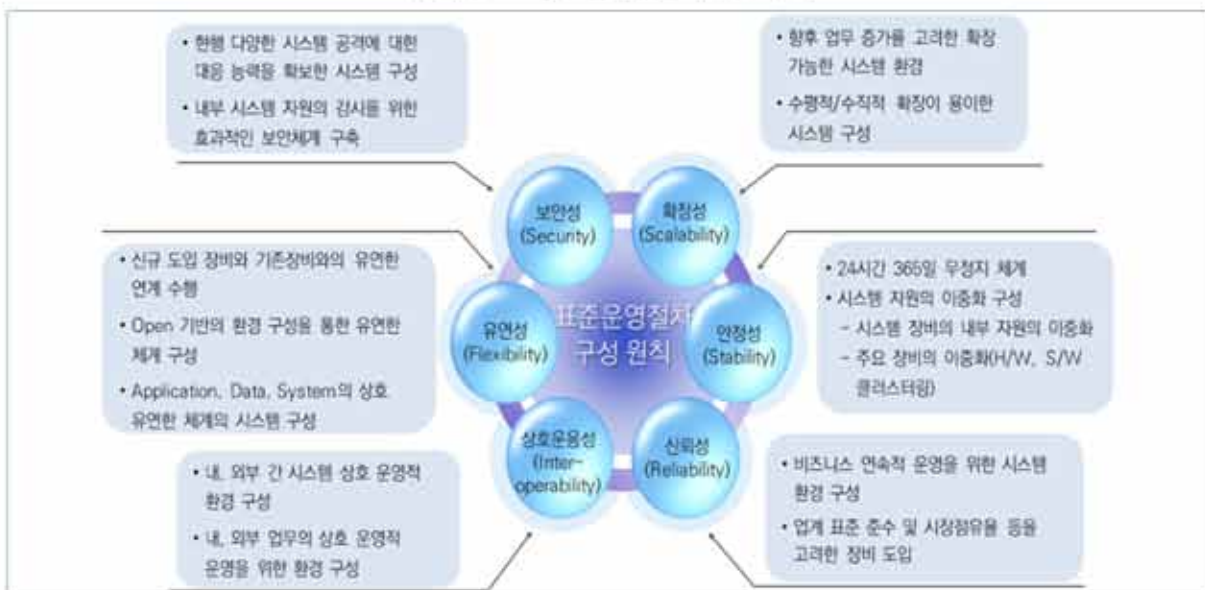 • 현행 다양한 시스템 공격에 대한
대응 능력을 확보한 시스템 구성
• 내부 시스템 자원의 감시를 위한
효과적인 보안체계 구축
• 향후 업무 증가를 고려한 확장
가능한 시스템 환경
• 수평적/수직적 확장이 용이한
시스템 구성
보안성
(Security)
확장성
(Scalability)
• 신규 도입 장비와 기존장비와의 유연한
연계 수행
• Open 기반의 환경 구성을 통한 유연한
체계 구성
• Application, Data, System의 상호
유연한 체계의 시스템 구성
유연성
(Flexibility)
표준운영절차
구성 원칙
안정성
(Stability)
• 24시간 365일 무정지 체계
• 시스템 자원의 이중화 구성
- 시스템 장비의 내부 자원의 이중화
- 주요 장비의 이중화(H/W, S/W
클러스터링)
상호운용성
(Inter-
operability)
신뢰성
(Reliability)
• 내, 외부 간 시스템 상호 운영적
환경 구성
• 내, 외부 업무의 상호 운영적
운영을 위한 환경 구성
• 비즈니스 연속적 운영을 위한 시스템
환경 구성
• 업계 표준 준수 및 시장점유율 등을
고려한 장비 도입